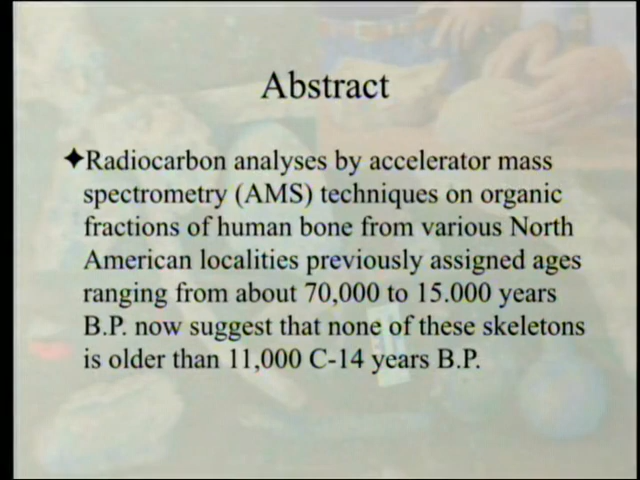 Abstract
✦Radiocarbon analyses by accelerator mass
spectrometry (AMS) techniques on organic
fractions of human bone from various North
American localities previously assigned ages
ranging from about 70,000 to 15.000 years
B.P. now suggest that none of these skeletons
is older than 11,000 C-14 years B.P.